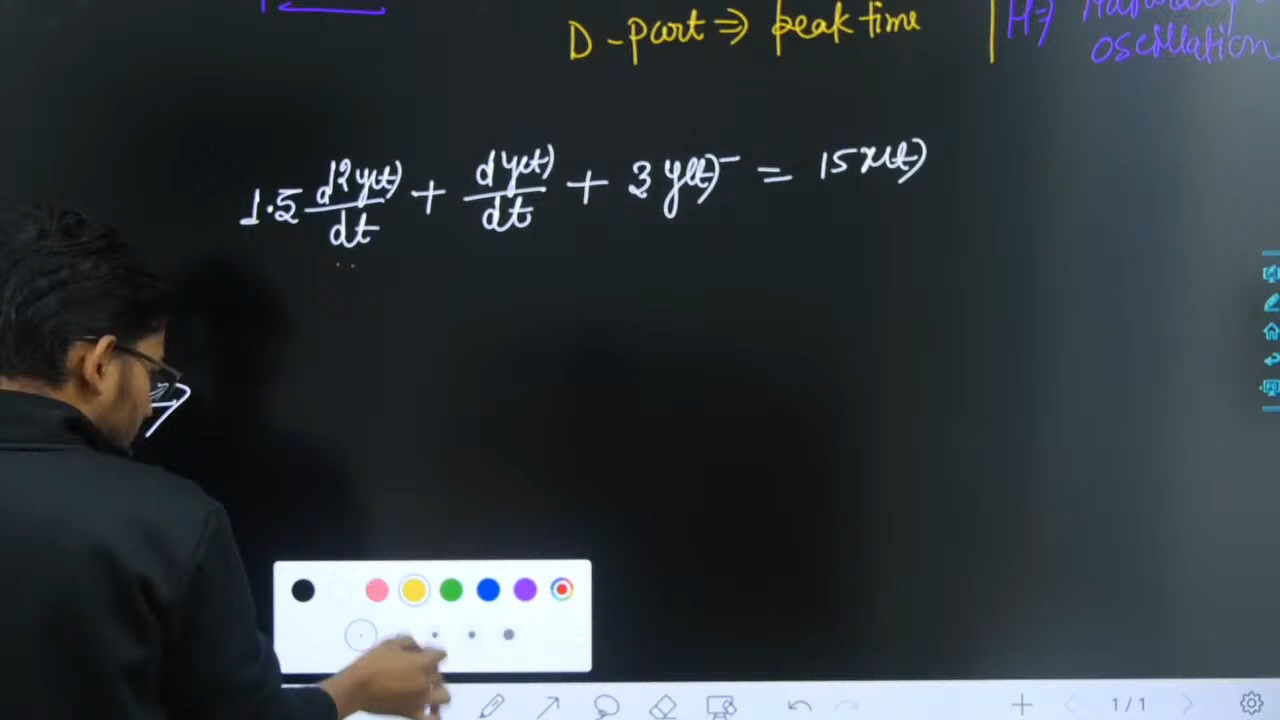 D-part ⇒ peak time
H⇒
oscillation
1.5 d²y(t)/dt + dy(t)/dt + 3y(t) = 15x(t)
1/1